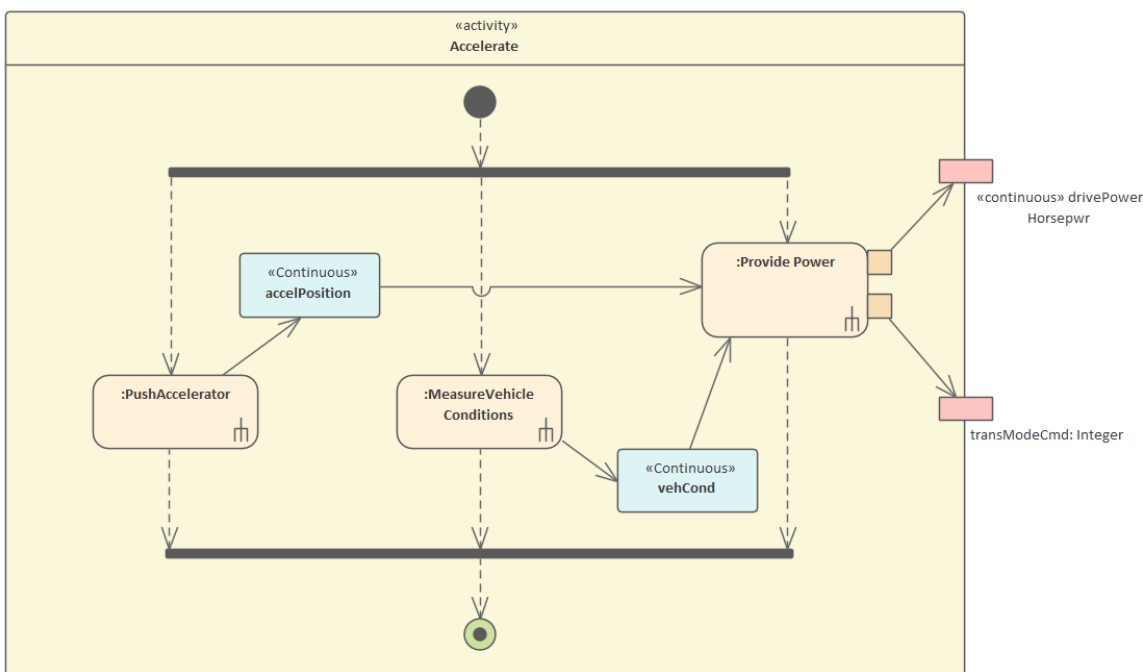 «activity»
Accelerate
«continuous» drivePower
Horsepwr
:Provide Power
«Continuous»
accelPosition
:PushAccelerator
:MeasureVehicle
Conditions
transModeCmd: Integer
«Continuous»
vehCond